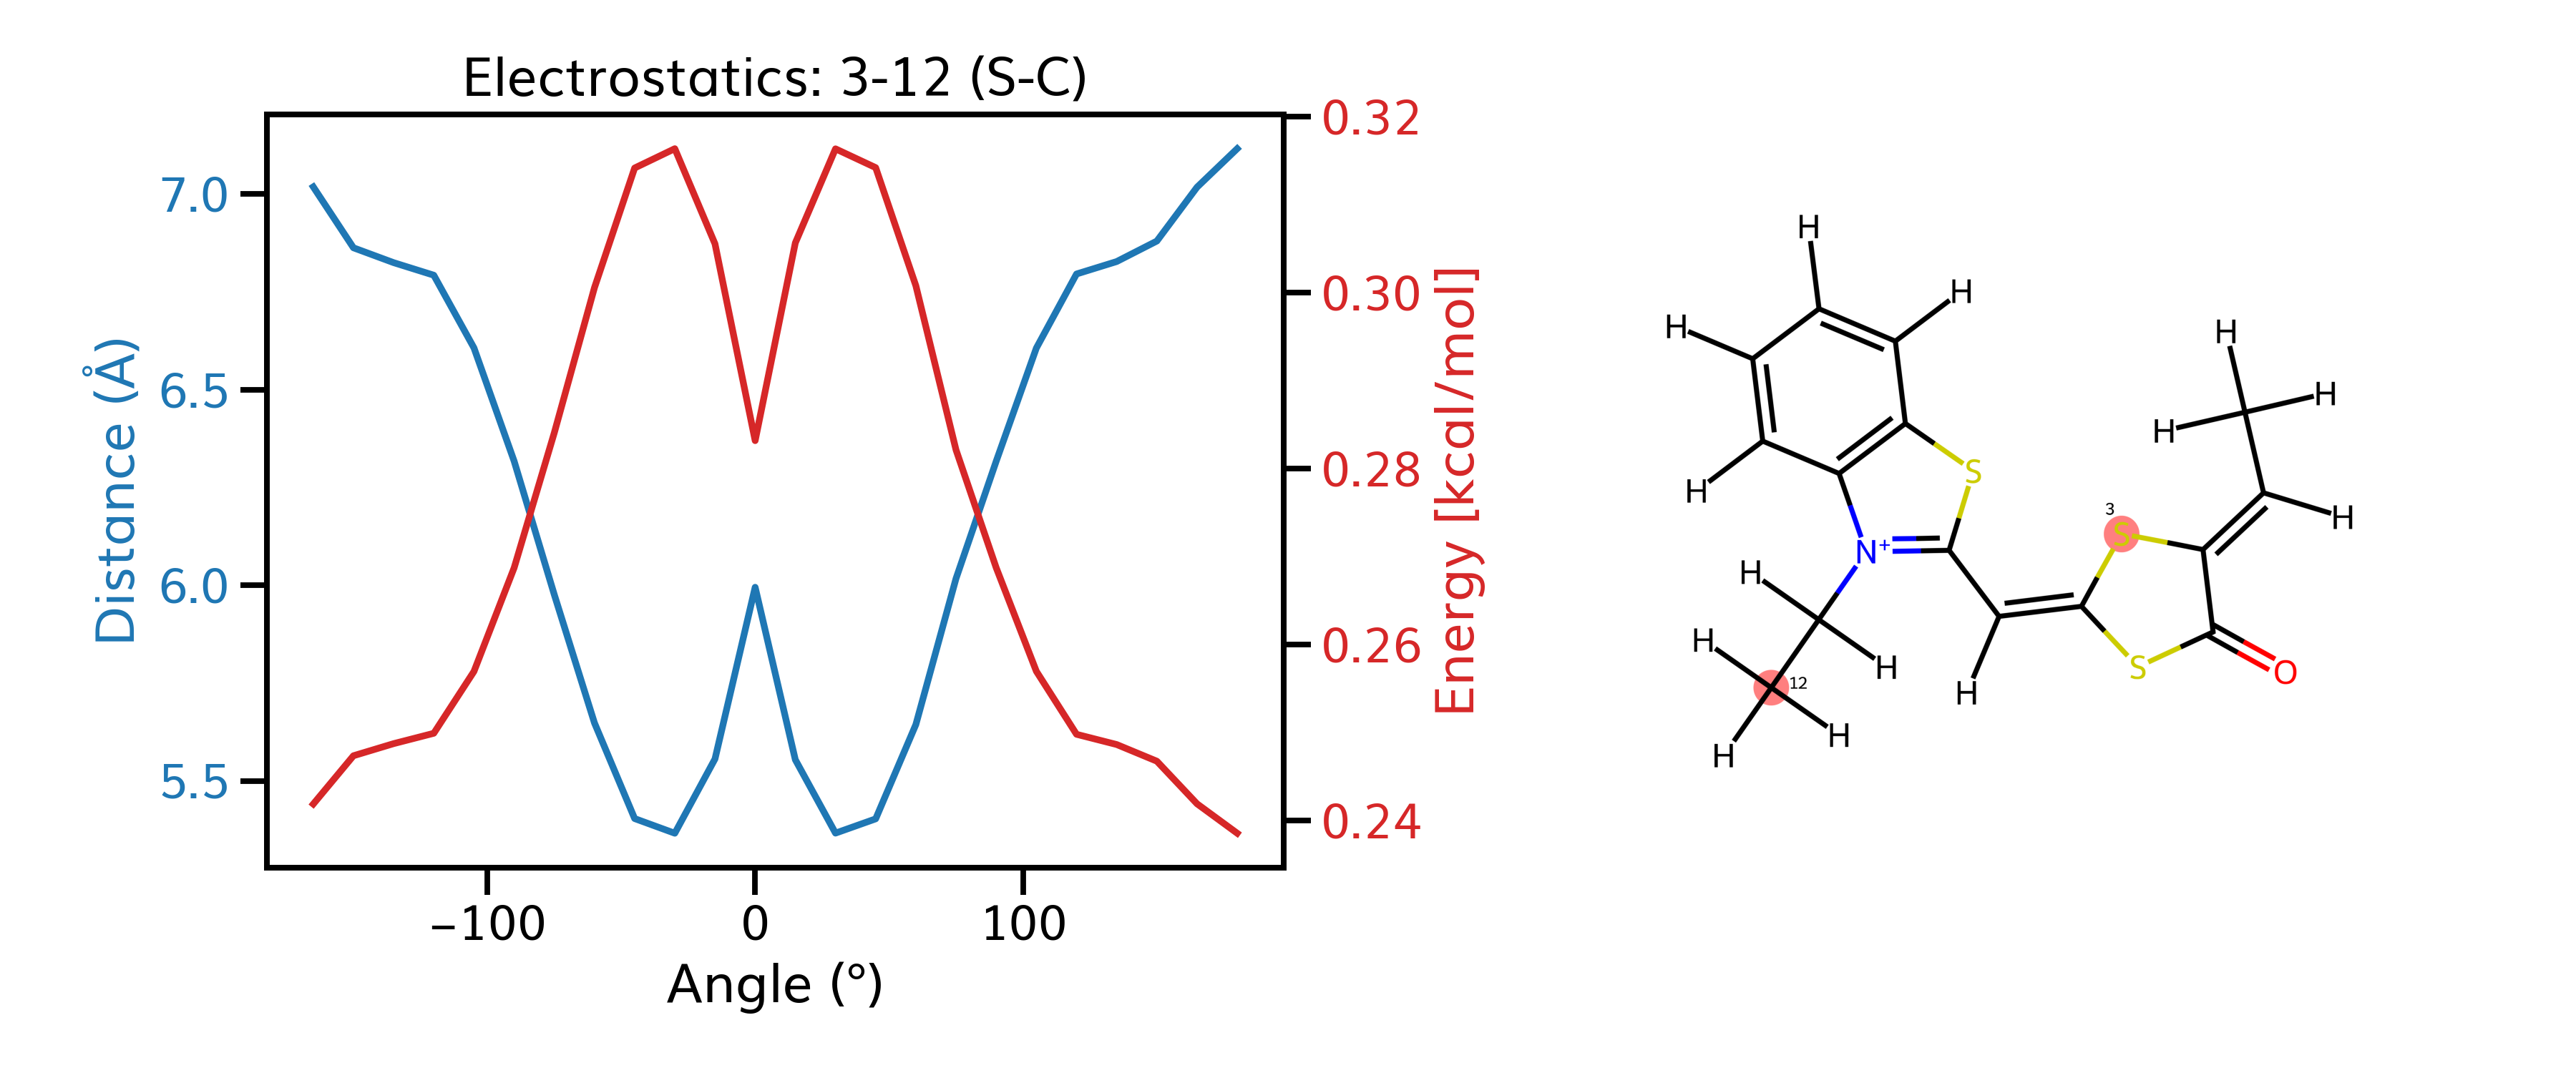 Electrostatics: 3-12 (S-C)
Distance (Å)
7.0
6.5
6.0
5.5
0.32
0.30
0.28
0.26
0.24
Energy [kcal/mol]
−100
0
100
Angle (°)
H
H
H
H
H
H
H
S
3
S
H
N+
H
H
H
12
H
S
O
H
H
H